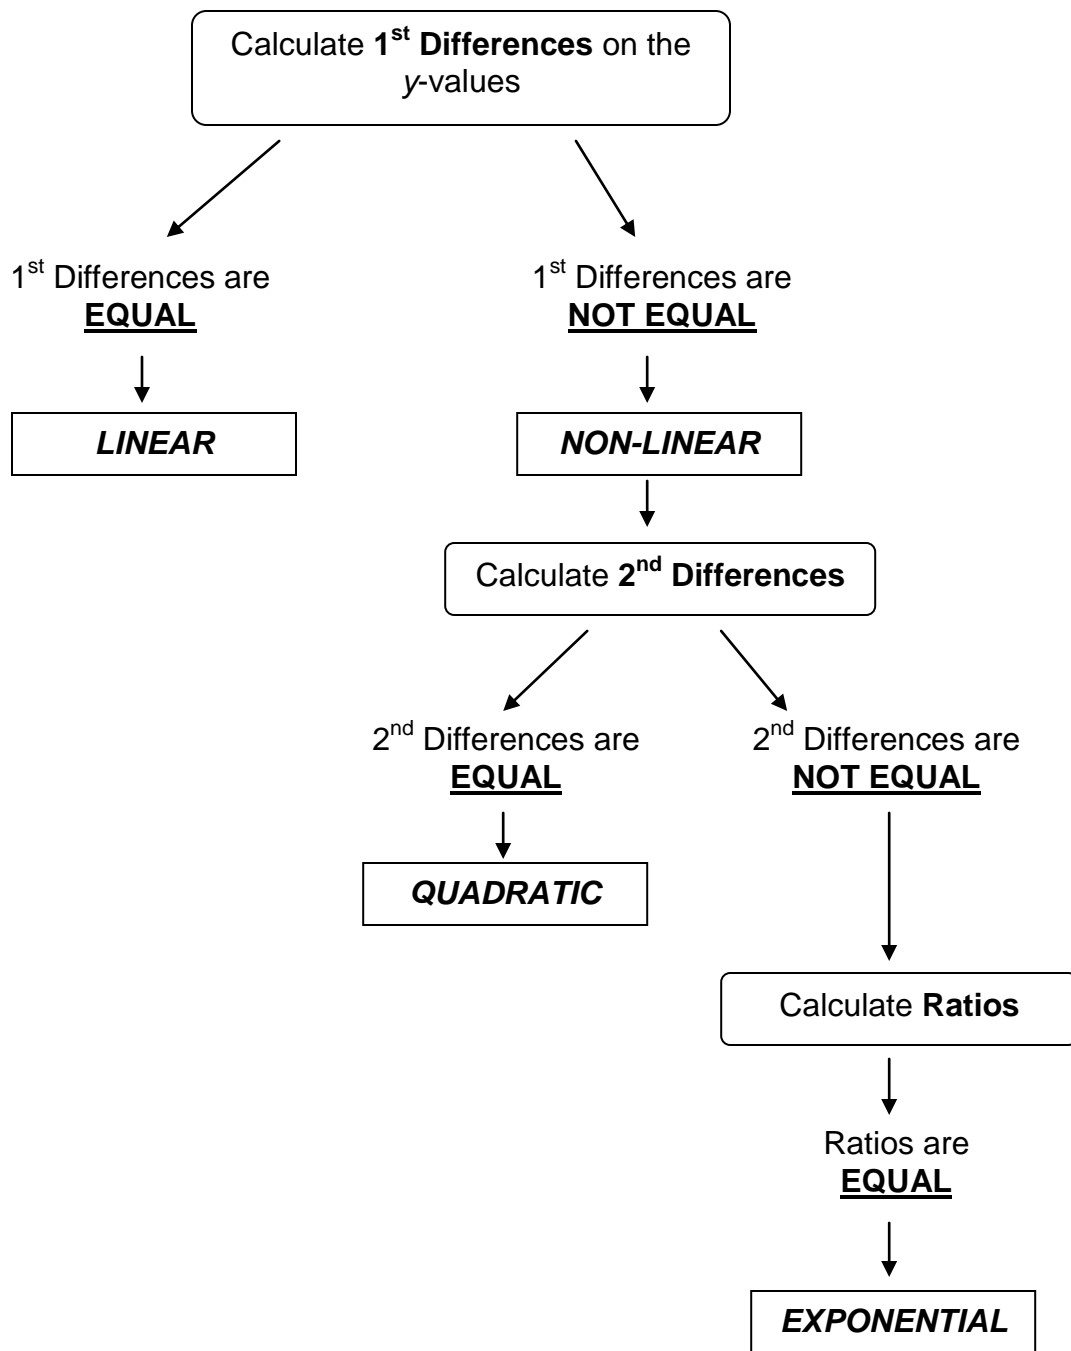 Calculate 1st Differences on the
y-values
1st Differences are
EQUAL
1st Differences are
NOT EQUAL
LINEAR
NON-LINEAR
Calculate 2nd Differences
2nd Differences are
EQUAL
2nd Differences are
NOT EQUAL
QUADRATIC
Calculate Ratios
Ratios are
EQUAL
EXPONENTIAL